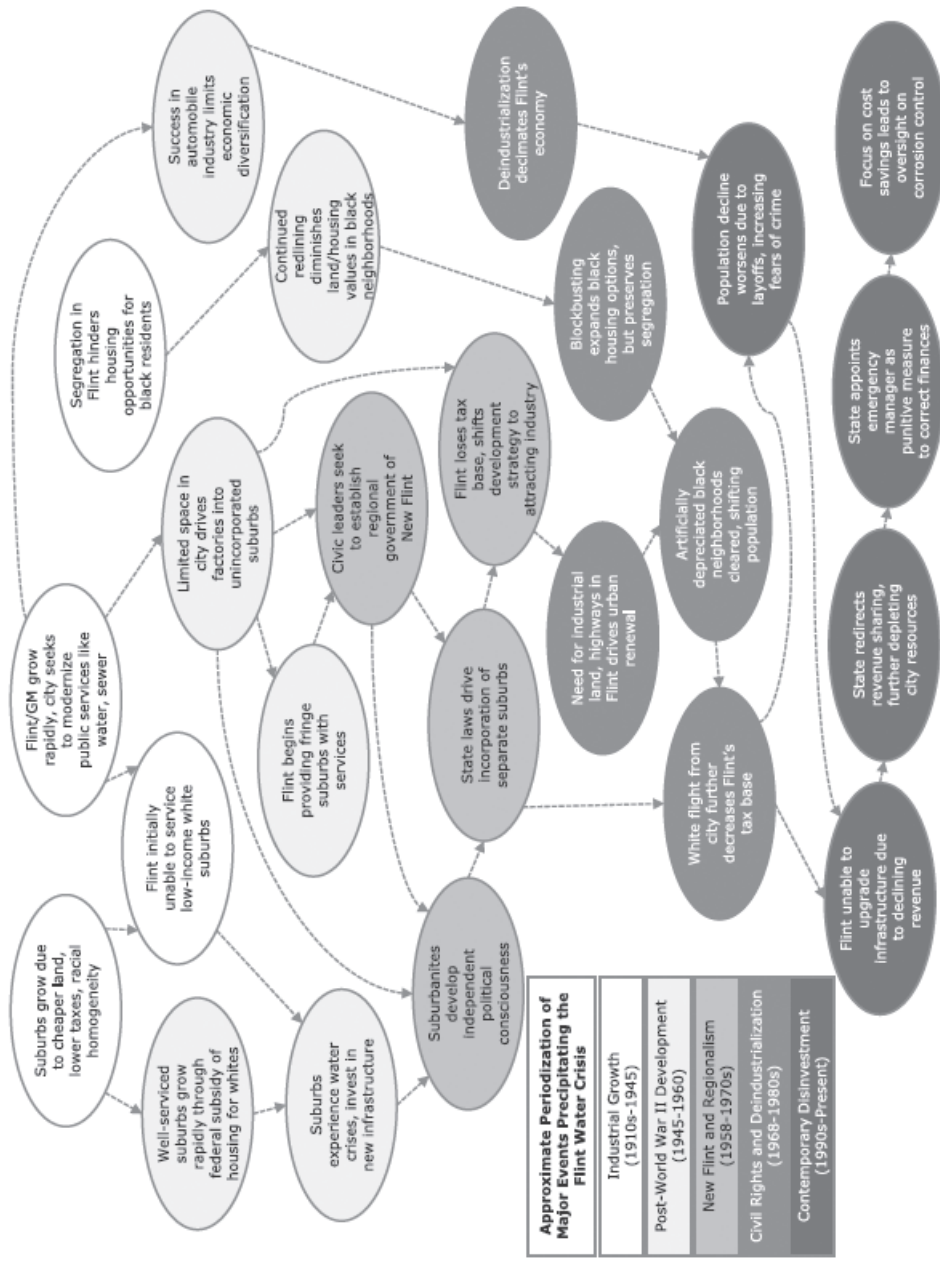 Suburbs grow due
to cheaper land,
lower taxes, racial
homogeneity
Flint/GM grow
rapidly, city seeks
to modernize
public services like
water, sewer
Segregation in
Flint hinders
housing
opportunities for
black residents
Success in
automobile
industry limits
economic
diversification
Well-serviced
suburbs grow
rapidly through
federal subsidy of
housing for whites
Flint initially
unable to service
low-income white
suburbs
Limited space in
city drives
factories into
unincorporated
suburbs
Continued
redlining
diminishes
land/housing
values in black
neighborhoods
Suburbs
experience water
crises, invest in
new infrastructure
Flint begins
providing fringe
suburbs with
services
Civic leaders seek
to establish
regional
government of
New Flint
Suburbanites
develop
independent
political
consciousness
State laws drive
incorporation of
separate suburbs
Flint loses tax
base, shifts
development
strategy to
attracting industry
Deindustrialization
decimates Flint's
economy
Need for industrial
land, highways in
Flint drives urban
renewal
Blockbusting
expands black
housing options,
but preserves
segregation
White flight from
city further
decreases Flint's
tax base
Artificially
depreciated black
neighborhoods
cleared, shifting
population
Population decline
worsens due to
layoffs, increasing
fears of crime
Flint unable to
upgrade
infrastructure due
to declining
revenue
State redirects
revenue sharing,
further depleting
city resources
State appoints
emergency
manager as
punitive measure
to correct finances
Focus on cost
savings leads to
oversight on
corrosion control
Approximate Periodization of
Major Events Precipitating the
Flint Water Crisis
Industrial Growth
(1910s-1945)
Post-World War II Development
(1945-1960)
New Flint and Regionalism
(1958-1970s)
Civil Rights and Deindustrialization
(1968-1980s)
Contemporary Disinvestment
(1990s-Present)